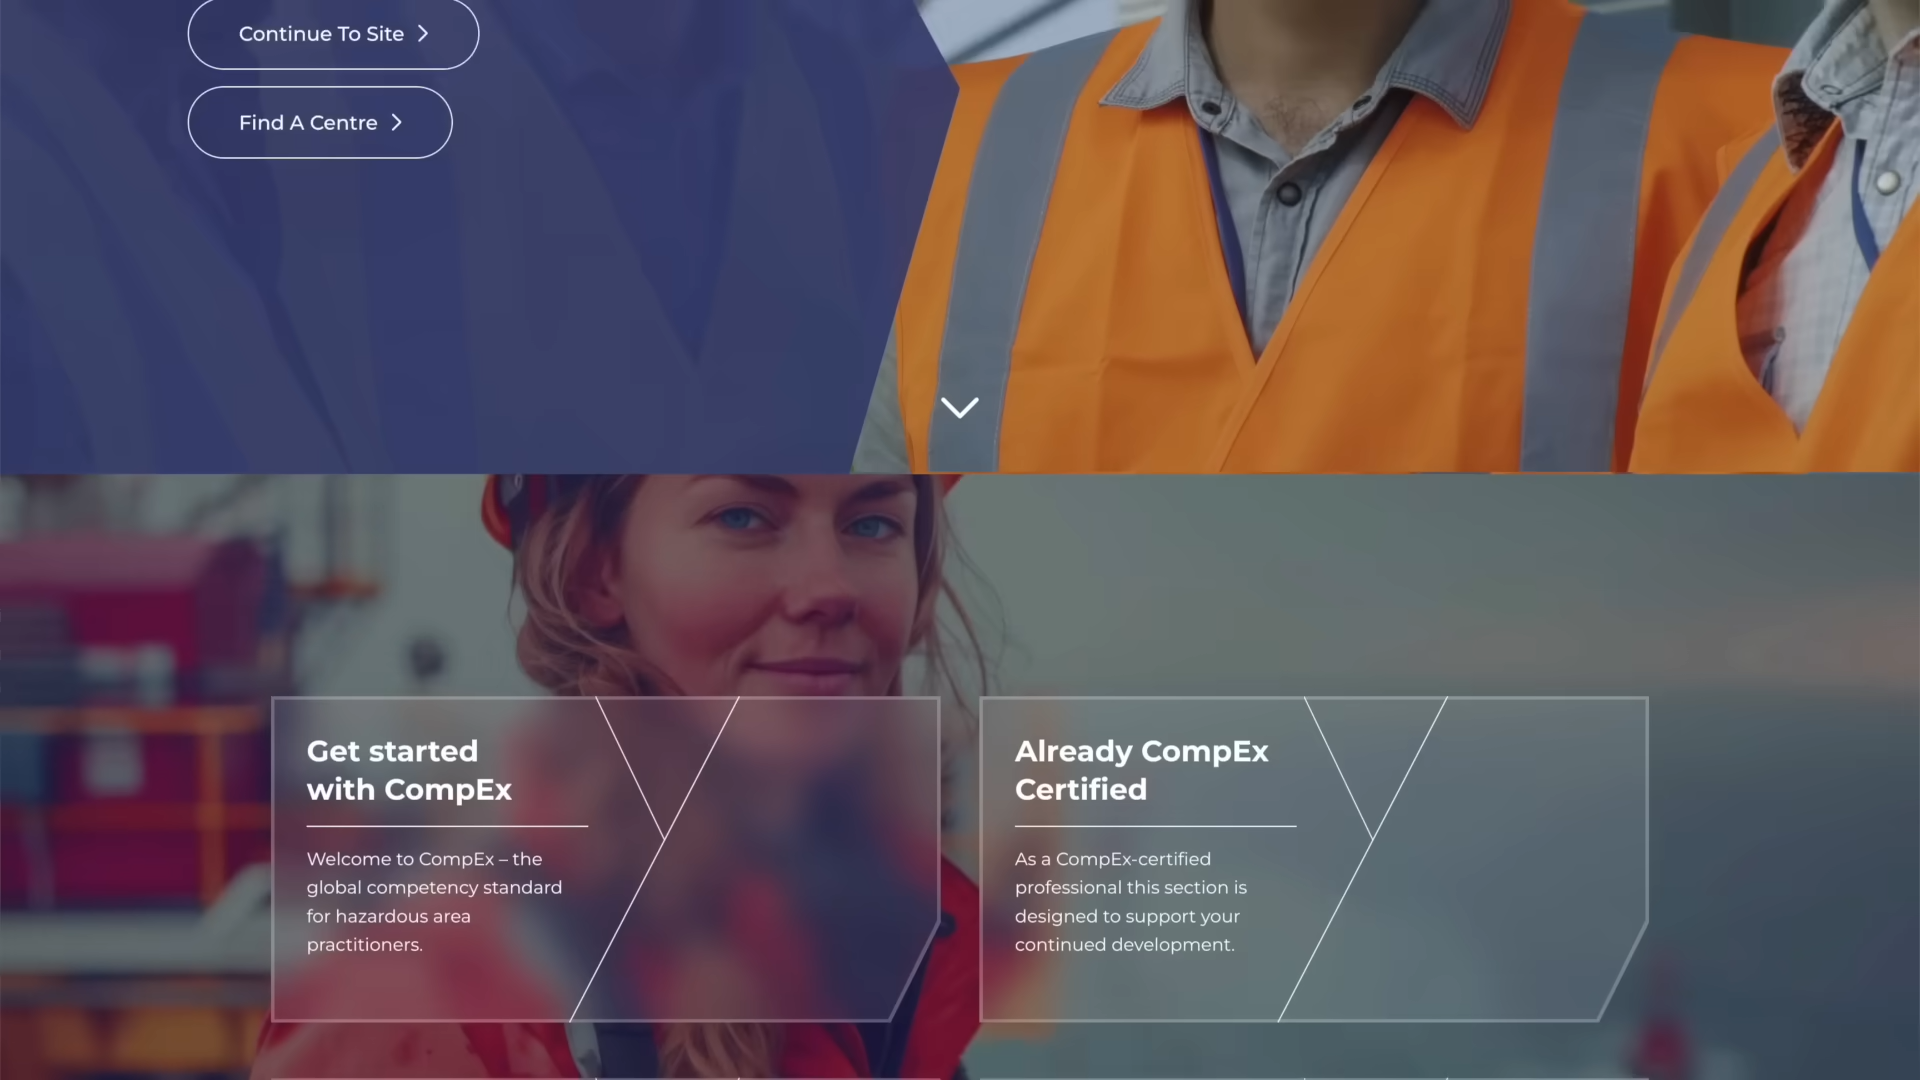 Continue To Site
Find A Centre
Get started
with CompEx
Welcome to CompEx – the
global competency standard
for hazardous area
practitioners.
Already CompEx
Certified
As a CompEx-certified
professional this section is
designed to support your
continued development.